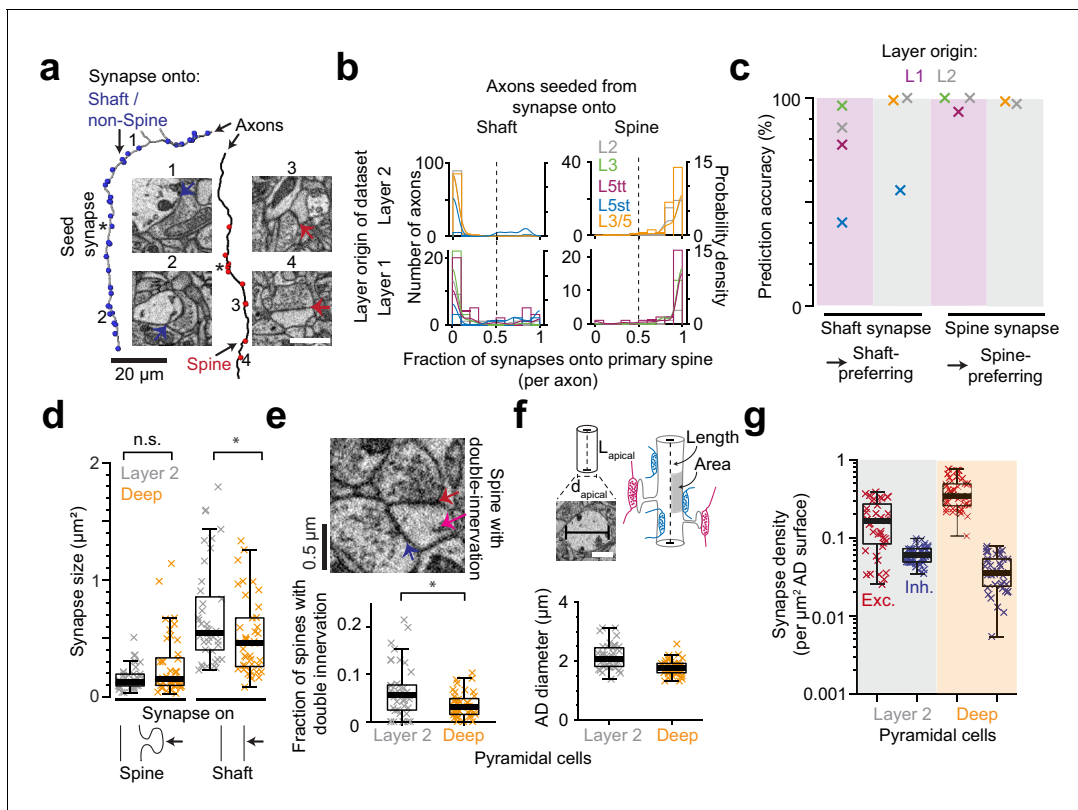 a
Synapse onto:
Shaft /
non-Spine
Axons
1
1
3
Seed
synapse
*
*
2
4
2
3
4
Spine
20 µm
b
Axons seeded from
synapse onto
Shaft
Spine
Layer origin of dataset
Layer 2
Layer 1
Number of axons
100
0
40
0
15
0
L2
L3
L5tt
L5st
L3/5
Probability density
20
10
0
20
10
0
15
0
0
0.5
1
0
0.5
1
Fraction of synapses onto primary spine
(per axon)
c
Layer origin:
L1 L2
Prediction accuracy (%)
100
0
Shaft synapse
Spine synapse
Shaft-
preferring
Spine-
preferring
d
n.s.
*
Layer 2
Deep
Synapse size (µm²)
2
1
0
Synapse on
Spine
Shaft
e
0.5 µm
Spine with
double-innervation
*
Fraction of spines with
double innervation
0.2
0.1
0
Layer 2
Deep
Pyramidal cells
f
L apical
d apical
Length
Area
AD diameter (µm)
4
2
0
Layer 2
Deep
g
Synapse density
(per µm² AD surface)
1
0.1
0.01
0.001
Exc.
Inh.
Layer 2
Deep
Pyramidal cells